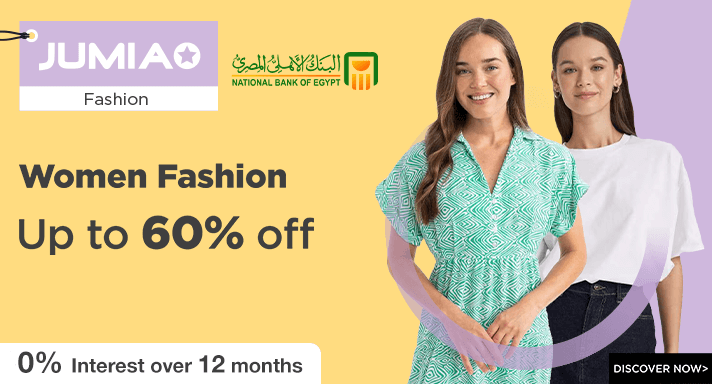 JUMIA
Fashion
البنك الأهلي المصري
NATIONAL BANK OF EGYPT
Women Fashion
Up to 60% off
0% Interest over 12 months
DISCOVER NOW>